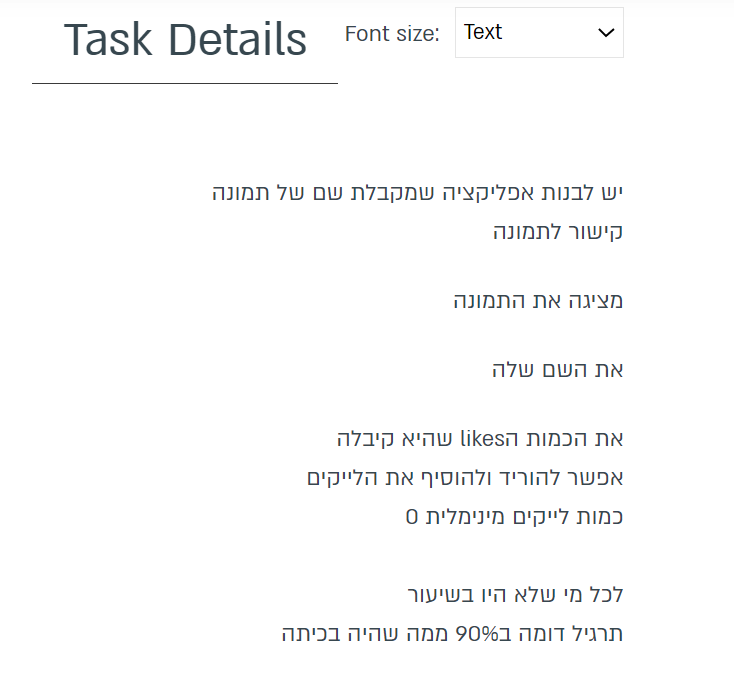 Task Details
Font size:
Text
יש לבנות אפליקציה שמקבלת שם של תמונה
קישור לתמונה
מציגה את התמונה
את השם שלה
את הכמות הlikes שהיא קיבלה
אפשר להוריד ולהוסיף את הלייקים
כמות לייקים מינימלית 0
לכל מי שלא היו בשיעור
תרגיל דומה ב90% ממה שהיה בכיתה